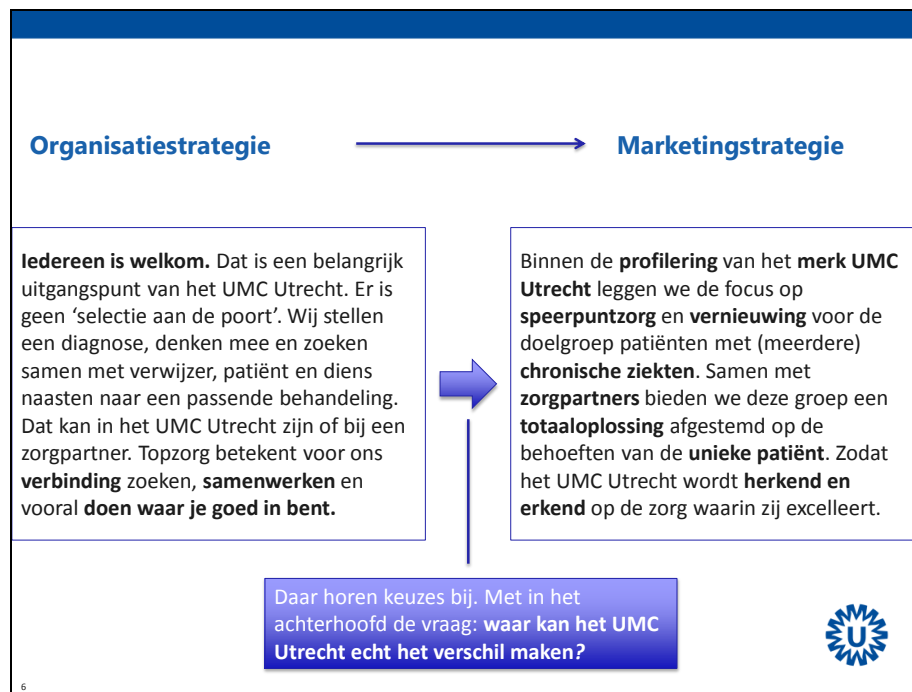 Organisatiestrategie
Marketingstrategie
Iedereen is welkom. Dat is een belangrijk
uitgangspunt van het UMC Utrecht. Er is
geen ‘selectie aan de poort’. Wij stellen
een diagnose, denken mee en zoeken
samen met verwijzer, patiënt en diens
naasten naar een passende behandeling.
Dat kan in het UMC Utrecht zijn of bij een
zorgpartner. Topzorg betekent voor ons
verbinding zoeken, samenwerken en
vooral doen waar je goed in bent.
Binnen de profilering van het merk UMC
Utrecht leggen we de focus op
speerpuntzorg en vernieuwing voor de
doelgroep patiënten met (meerdere)
chronische ziekten. Samen met
zorgpartners bieden we deze groep een
totaaloplossing afgestemd op de
behoeften van de unieke patiënt. Zodat
het UMC Utrecht wordt herkend en
erkend op de zorg waarin zij excelleert.
Daar horen keuzes bij. Met in het
achterhoofd de vraag: waar kan het UMC
Utrecht echt het verschil maken?
U
6